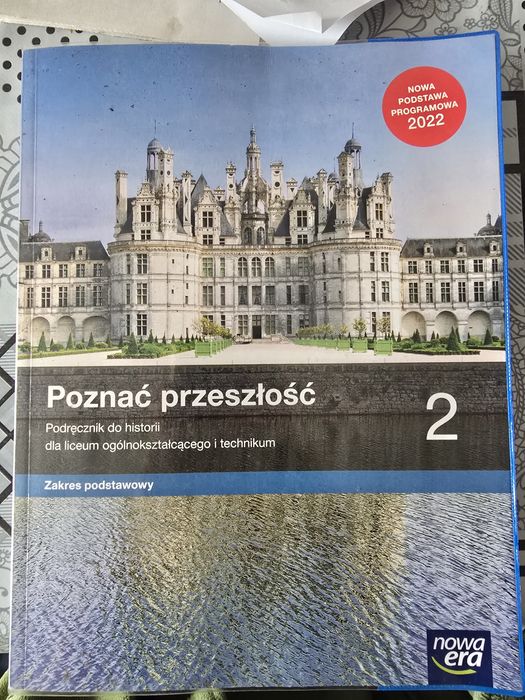 NOWA
PODSTAWA
PROGRAMOWA
2022
Poznać przeszłość
2
Podręcznik do historii
dla liceum ogólnokształcącego i technikum
Zakres podstawowy
nowa
era